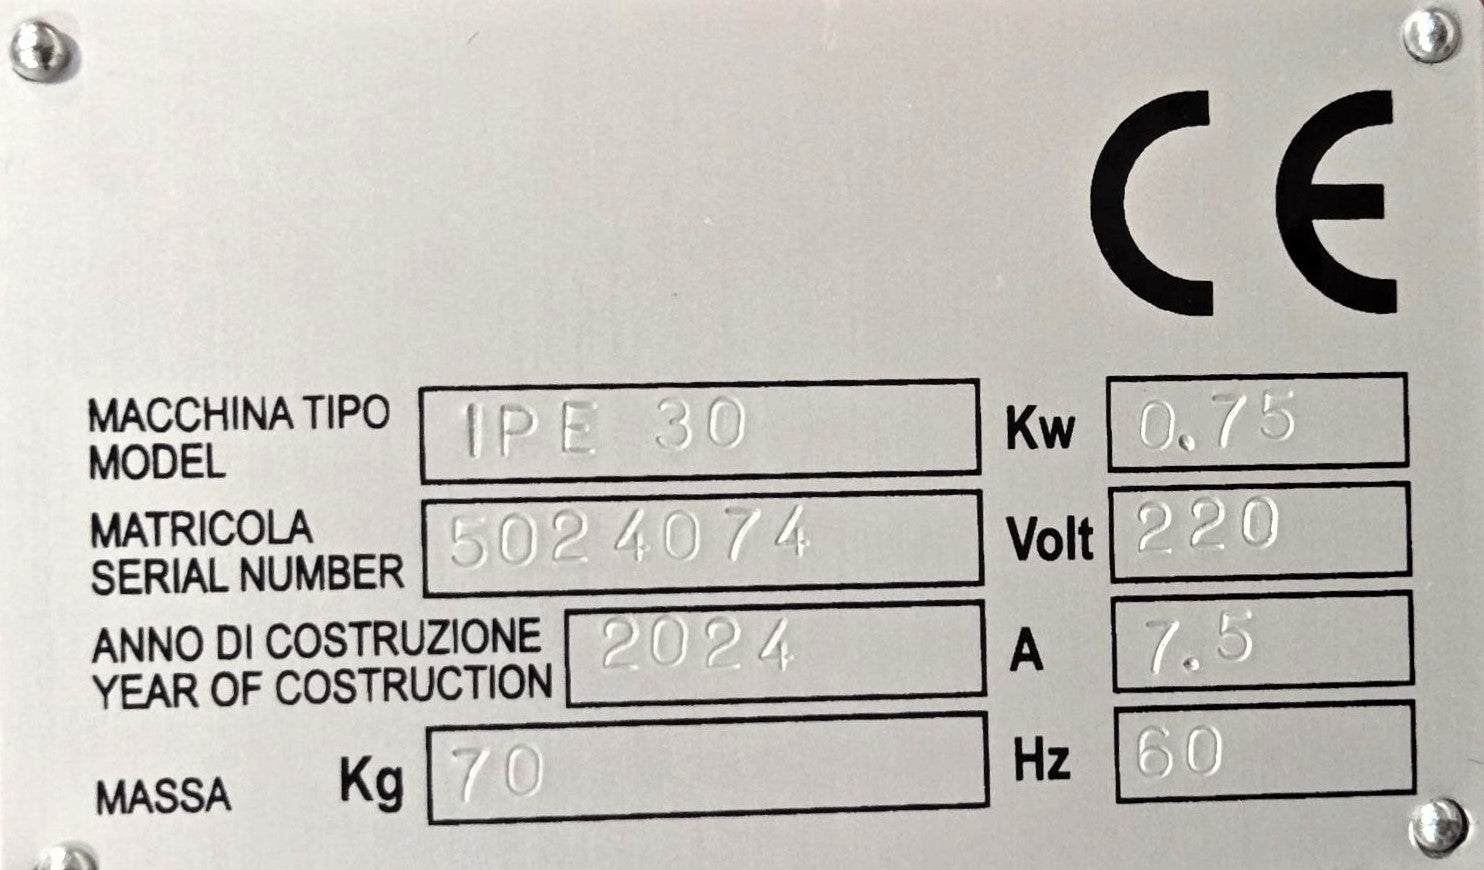 CE
MACCHINA TIPO
MODEL
IPE 30
Kw 0.75
MATRICOLA
SERIAL NUMBER
5024074
Volt 220
ANNO DI COSTRUZIONE
YEAR OF COSTRUCTION
2024
A 7.5
MASSA Kg 70
Hz 60